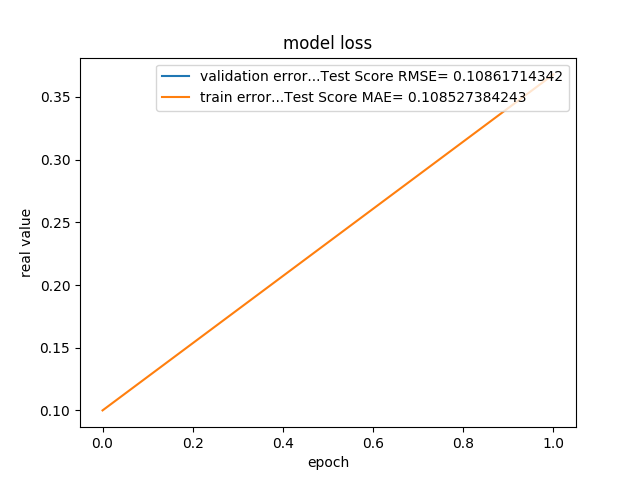 model loss
validation error...Test Score RMSE= 0.10861714342
train error...Test Score MAE= 0.108527384243
0.35
0.30
0.25
0.20
0.15
0.10
real value
0.0 0.2 0.4 0.6 0.8 1.0
epoch